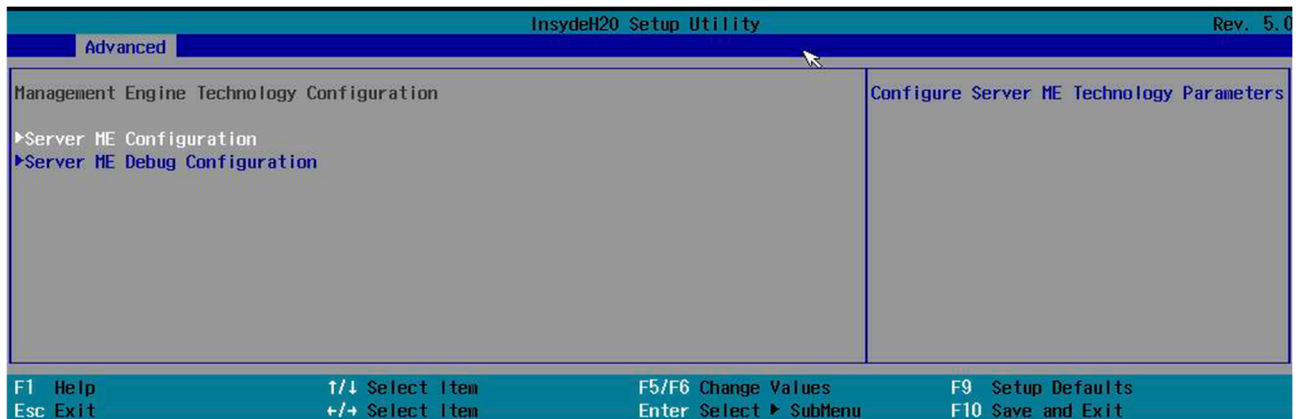 InsydeH20 Setup Utility Rev. 5.0
Advanced
Management Engine Technology Configuration
Configure Server ME Technology Parameters
▶Server ME Configuration
▶Server ME Debug Configuration
F1 Help ↑/↓ Select Item F5/F6 Change Values F9 Setup Defaults
Esc Exit ←/→ Select Item Enter Select ▶ SubMenu F10 Save and Exit